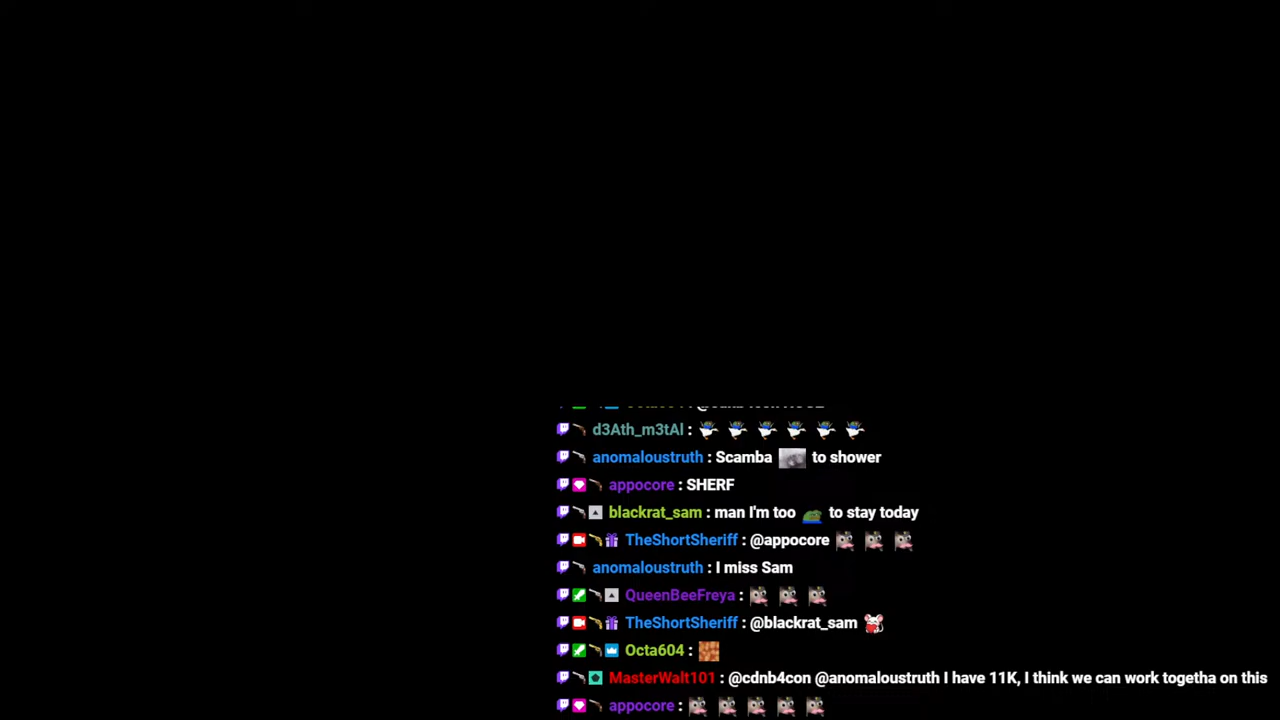 d3Ath_m3tAl :
anomaloustruth : Scamba to shower
appocore : SHERF
blackrat_sam : man I'm too to stay today
TheShortSheriff : @appocore
anomaloustruth : I miss Sam
QueenBeeFreya :
TheShortSheriff : @blackrat_sam
Octa604 :
MasterWalt101 : @cdnb4con @anomaloustruth I have 11K, I think we can work togetha on this
appocore :